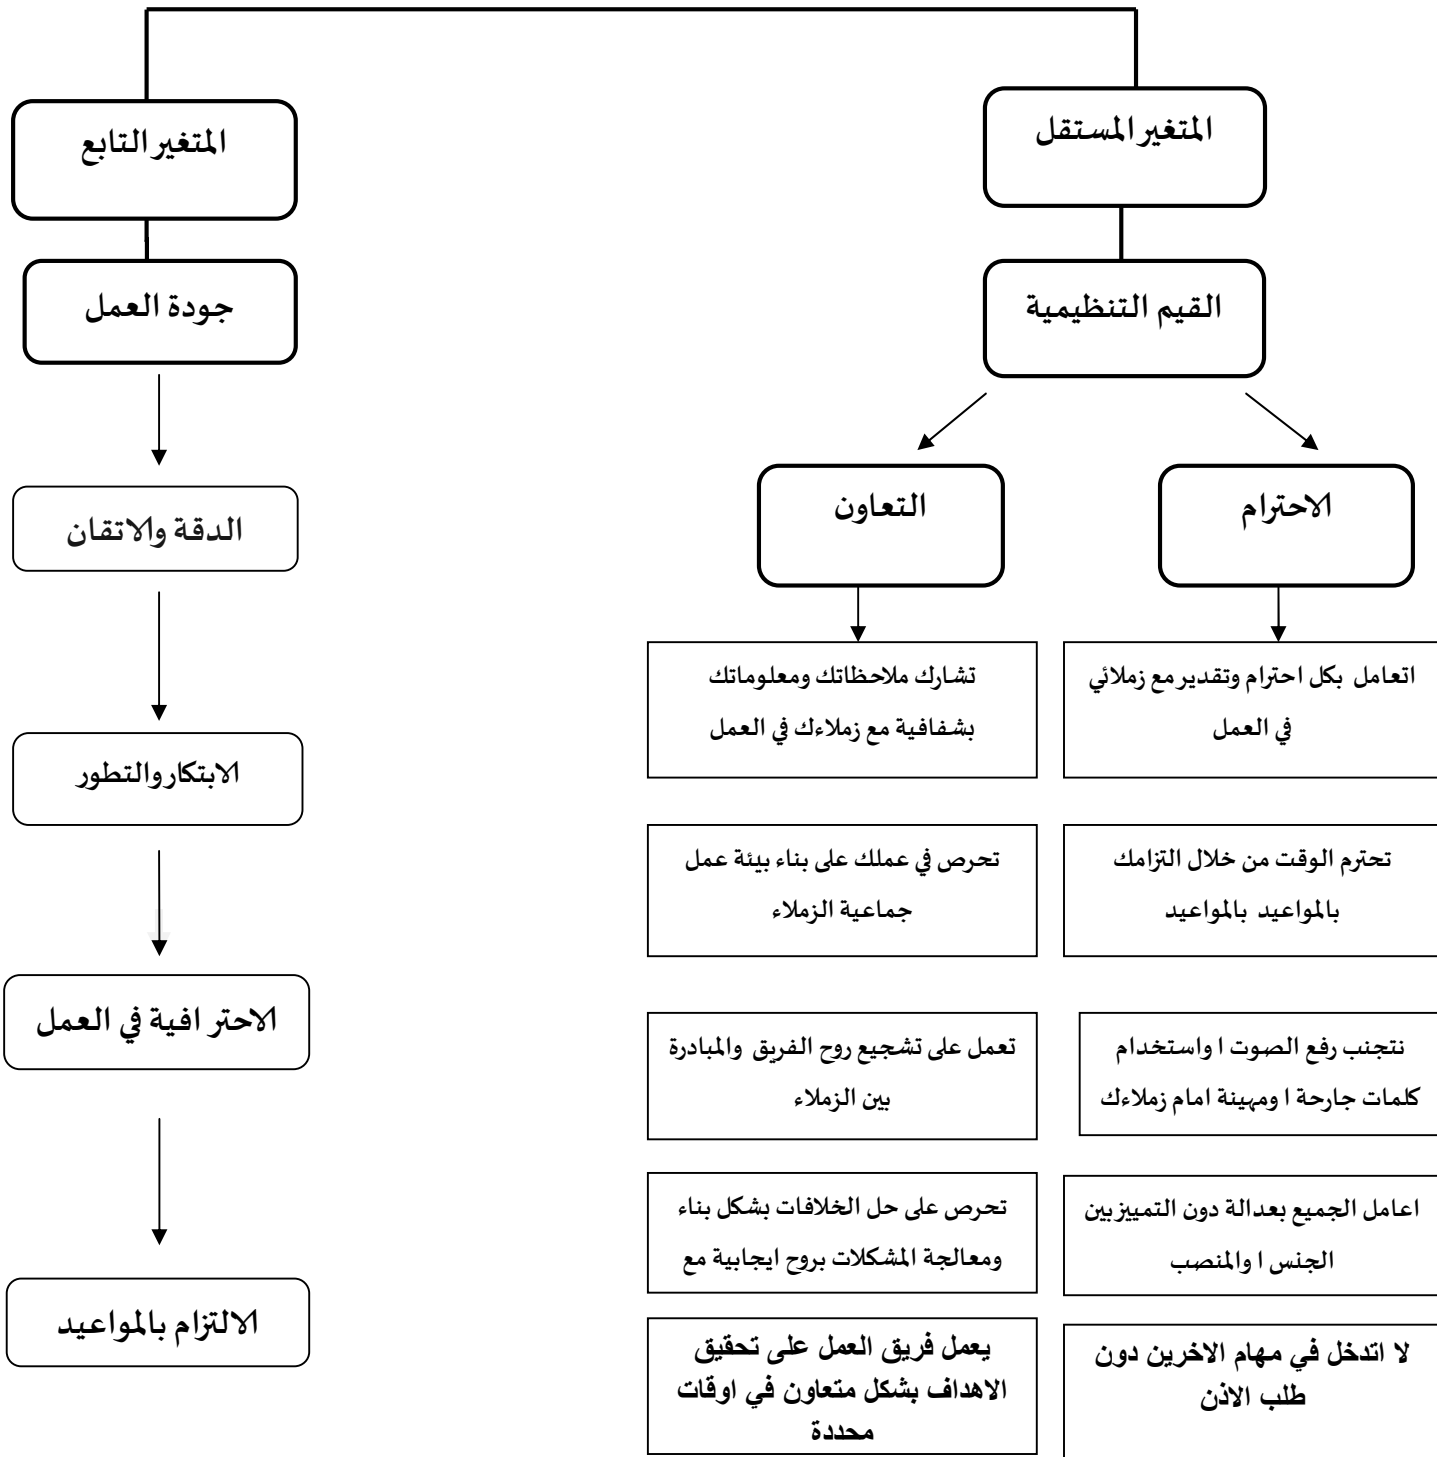 المتغير المستقل
المتغير التابع
القيم التنظيمية
جودة العمل
الاحترام
التعاون
الدقة والاتقان
اتعامل بكل احترام وتقدير مع زملائي
في العمل
تشارك ملاحظاتك ومعلوماتك
بشفافية مع زملاءك في العمل
الابتكار والتطور
تحترم الوقت من خلال التزامك
بالمواعيد بالمواعيد
تحرص في عملك على بناء بيئة عمل
جماعية الزملاء
الاحتر افية في العمل
نتجنب رفع الصوت ا واستخدام
كلمات جارحة ا ومهينة امام زملاءك
تعمل على تشجيع روح الفريق والمبادرة
بين الزملاء
اعامل الجميع بعدالة دون التمييزبين
الجنس ا والمنصب
تحرص على حل الخلافات بشكل بناء
ومعالجة المشكلات بروح ايجابية مع
الالتزام بالمواعيد
لا اتدخل في مهام الاخرين دون
طلب الاذن
يعمل فريق العمل على تحقيق
الاهداف بشكل متعاون في اوقات
محددة